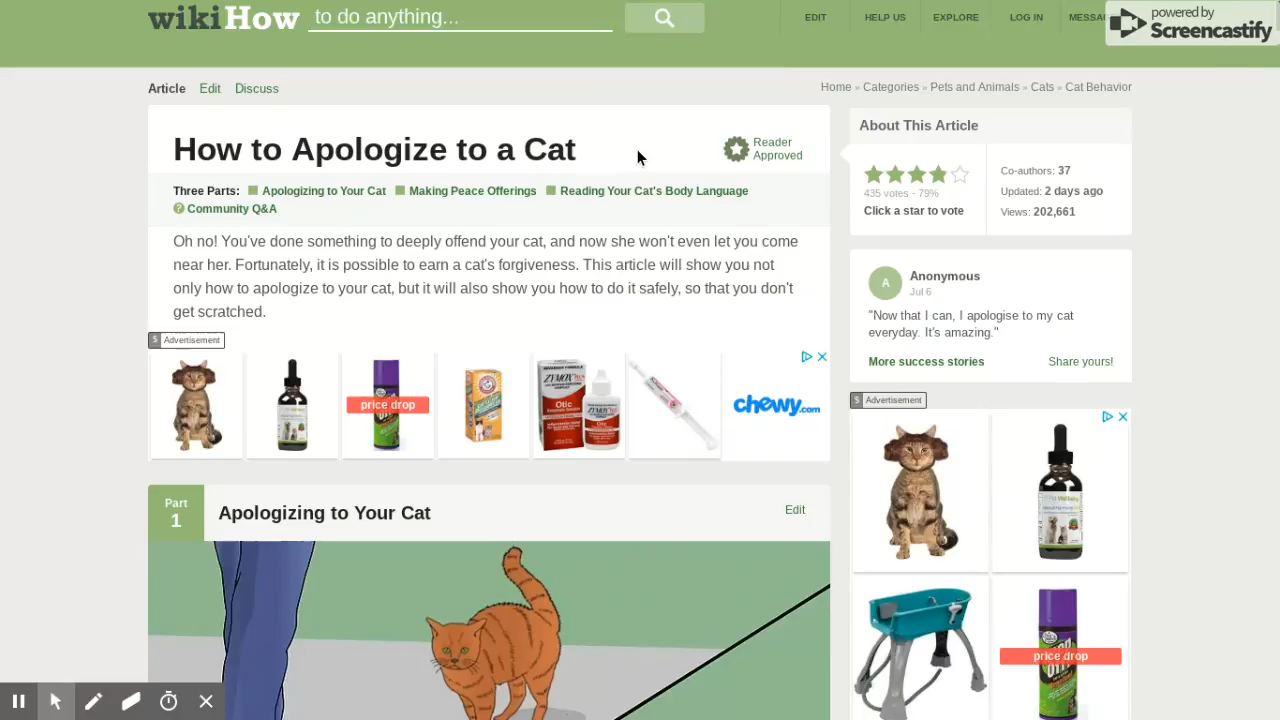 wikiHow to do anything...
EDIT HELP US EXPLORE LOG IN MESSA
powered by
Screencastify
Article Edit Discuss
Home » Categories » Pets and Animals » Cats » Cat Behavior
How to Apologize to a Cat
Reader
Approved
Three Parts: Apologizing to Your Cat Making Peace Offerings Reading Your Cat's Body Language
? Community Q&A
Oh no! You've done something to deeply offend your cat, and now she won't even let you come
near her. Fortunately, it is possible to earn a cat's forgiveness. This article will show you not
only how to apologize to your cat, but it will also show you how to do it safely, so that you don't
get scratched.
$ Advertisement
price drop
ZYMOX
Otic
chewy.com
Part
1
Apologizing to Your Cat
Edit
About This Article
435 votes - 79%
Click a star to vote
Co-authors: 37
Updated: 2 days ago
Views: 202,661
A
Anonymous
Jul 6
"Now that I can, I apologise to my cat
everyday. It's amazing."
More success stories Share yours!
$ Advertisement
price drop